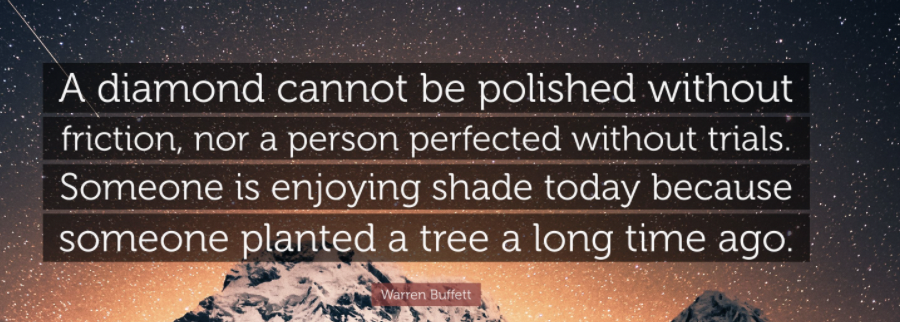 A diamond cannot be polished without
friction, nor a person perfected without trials.
Someone is enjoying shade today because
someone planted a tree a long time ago.
Warren Buffett